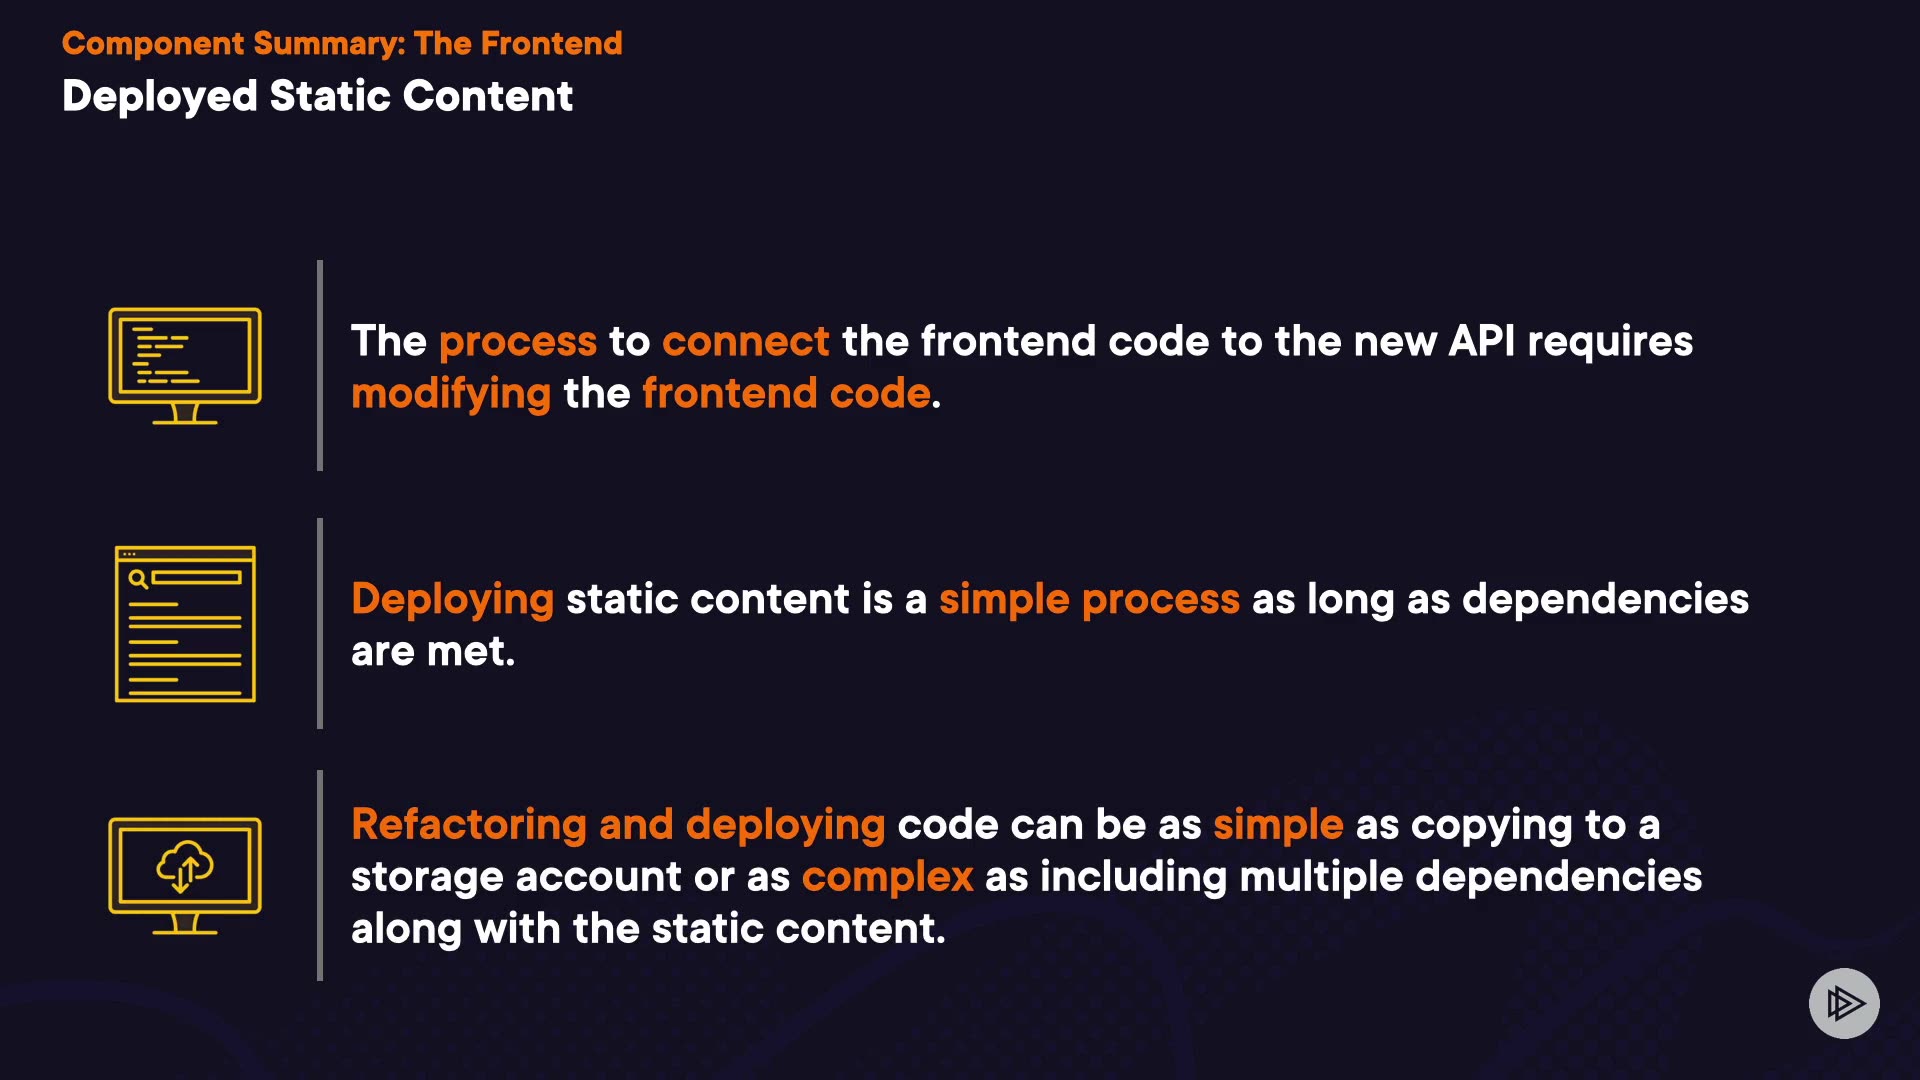 Component Summary: The Frontend
Deployed Static Content
The process to connect the frontend code to the new API requires
modifying the frontend code.
Deploying static content is a simple process as long as dependencies
are met.
Refactoring and deploying code can be as simple as copying to a
storage account or as complex as including multiple dependencies
along with the static content.